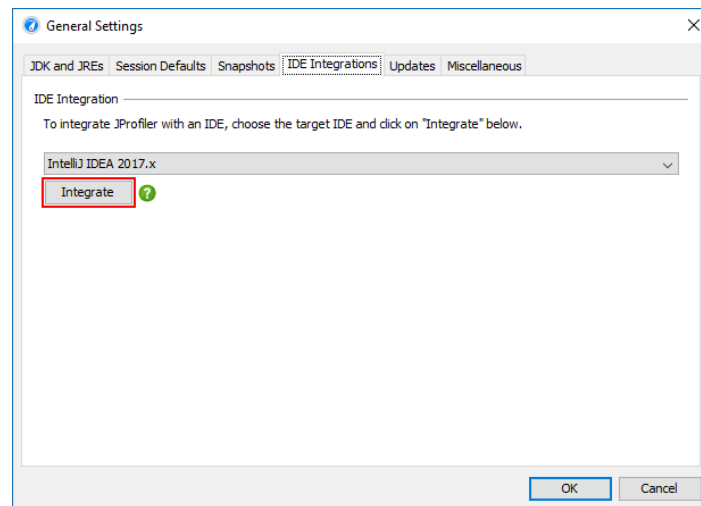 General Settings
JDK and JREs Session Defaults Snapshots IDE Integrations Updates Miscellaneous
IDE Integration
To integrate JProfiler with an IDE, choose the target IDE and click on "Integrate" below.
IntelliJ IDEA 2017.x
Integrate ?
OK Cancel